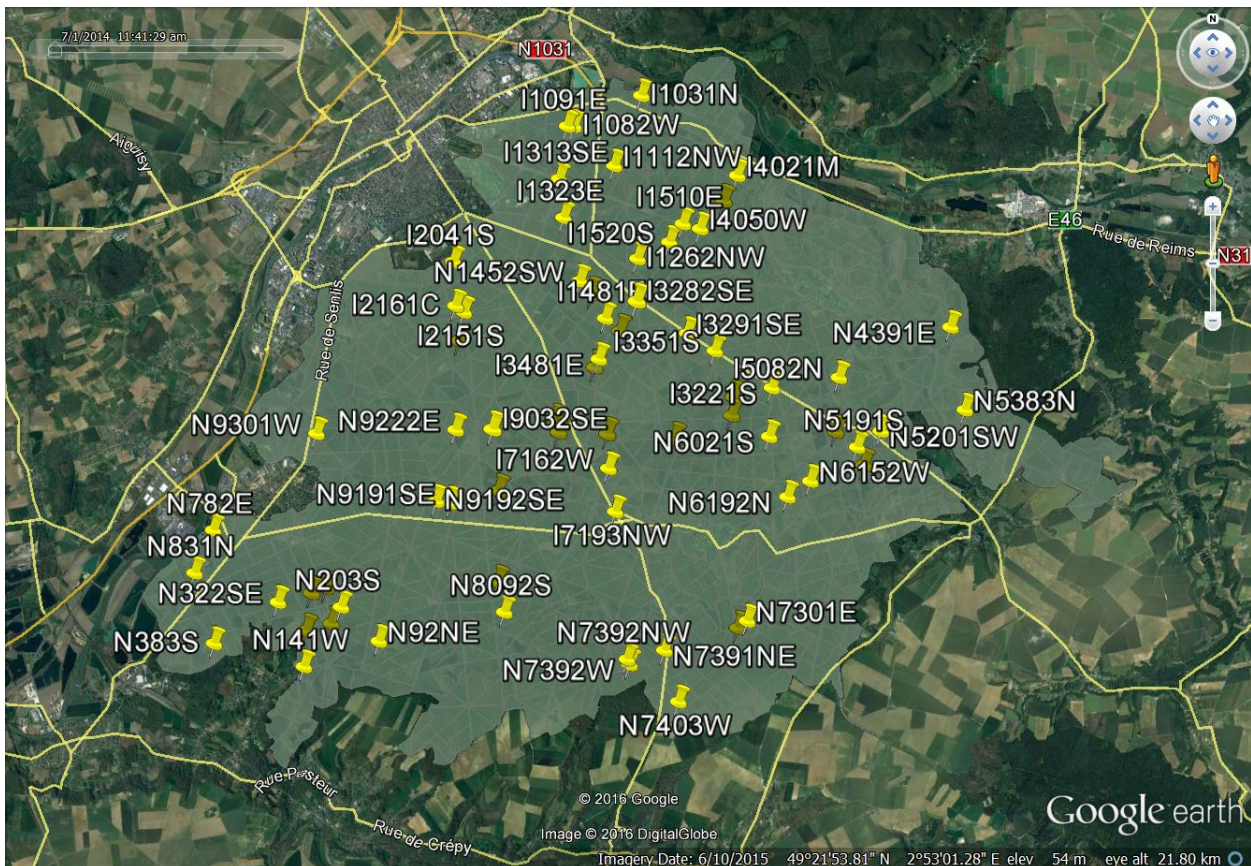 7/1/2014 11:41:29 am
N
N1031
I1091E
I1031N
I1082W
Aiguisy
I1313SE
I1112NW
I4021M
I1323E
I1510E
I1520S
I4050W
E46
Rue de Reims
I2041S
N1452SW
I1262NW
N31
Rue de Senlis
I2161C
I1481
I3282SE
I2151S
I3351S
I3291SE
N4391E
I3481E
I5082N
I3221S
N9301W
N9222E
I9032SE
N5191S
N5383N
N6021S
N5201SW
I7162W
N6152W
N9191SE
N9192SE
N6192N
N782E
I7193NW
N831N
N322SE
N203S
N8092S
N7301E
N383S
N141W
N92NE
N7392NW
N7391NE
N7392W
N7403W
Rue Pasteur
Rue de Crépy
© 2016 Google
Image © 2016 DigitalGlobe
Google earth
Imagery Date: 6/10/2015 49°21'53.81" N 2°53'01.28" E elev 54 m eye alt 21.80 km